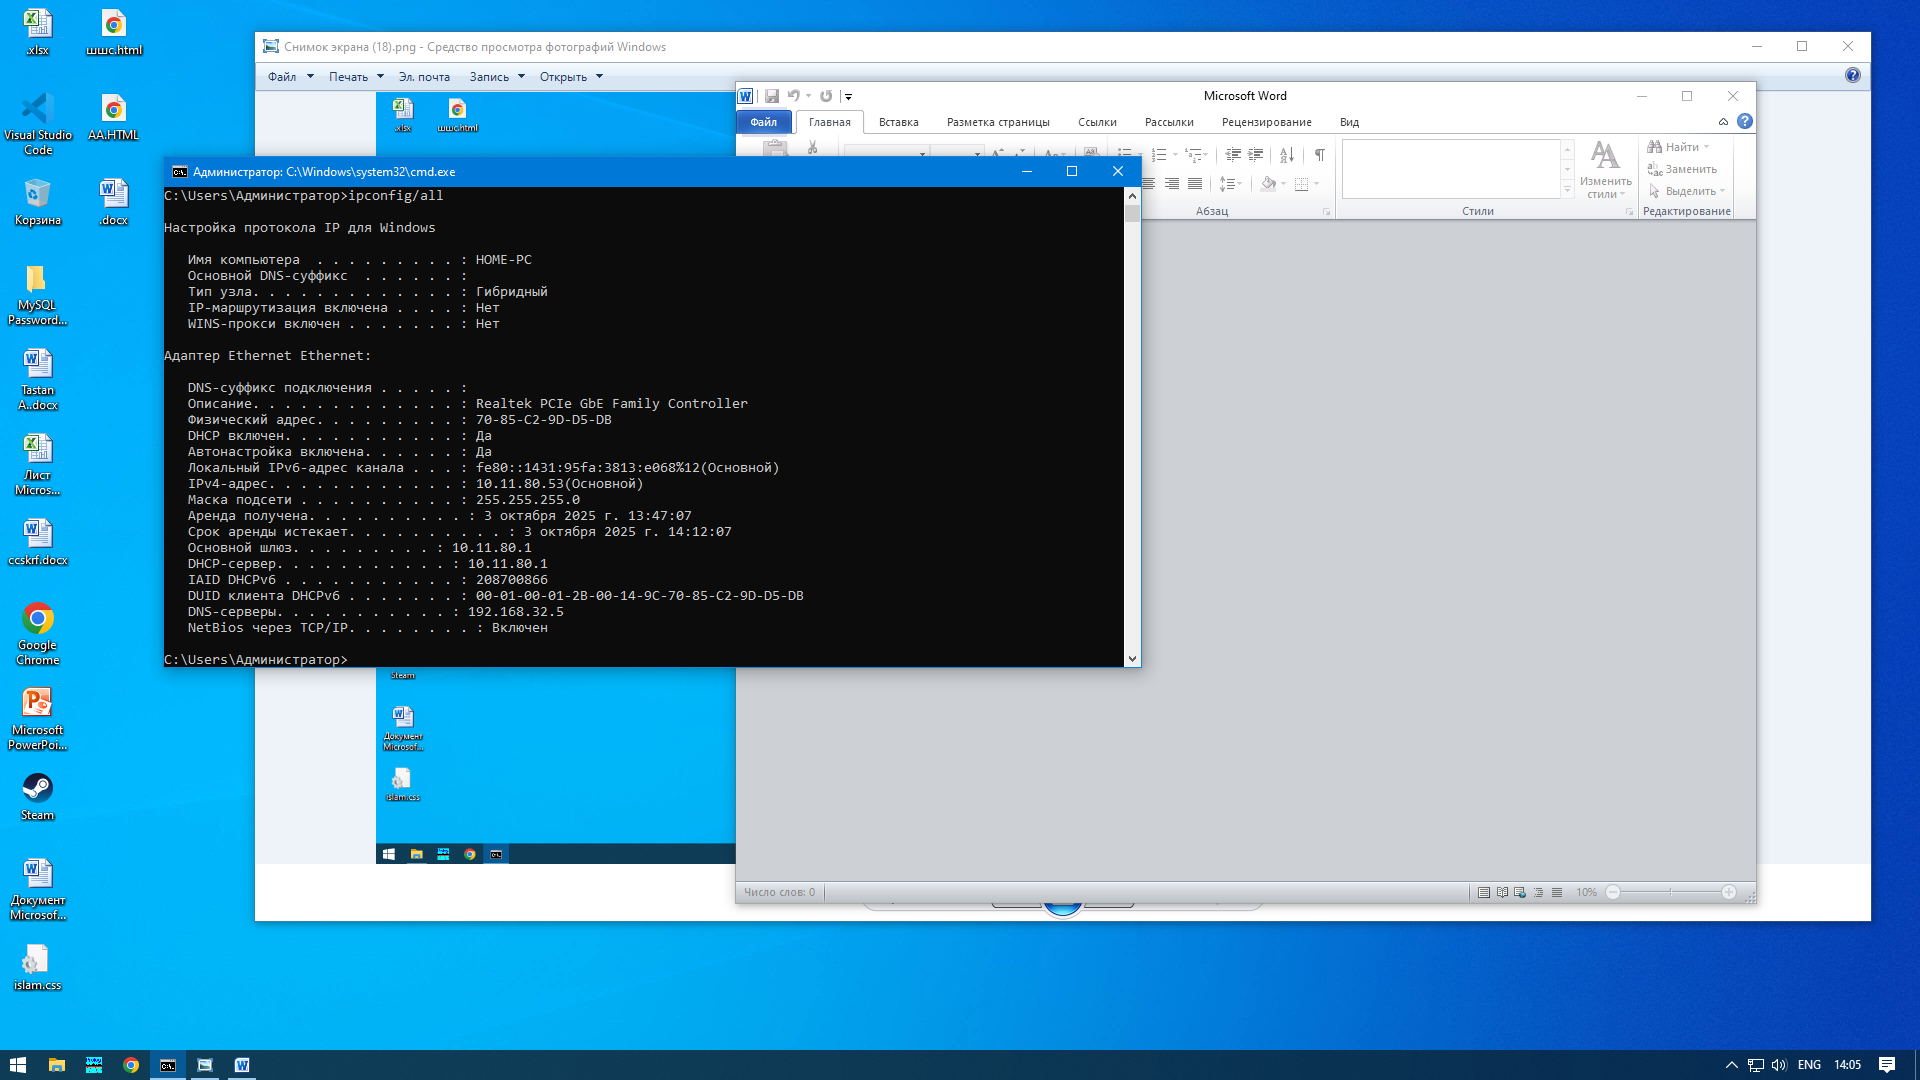 .xlsx
шшс.html
Visual Studio Code
AA.HTML
Корзина
.docx
MySQL Password...
Tastan A..docx
Лист Micros...
ccskrf.docx
Google Chrome
Microsoft PowerPoi...
Steam
Документ Microsof...
islam.css
Снимок экрана (18).png - Средство просмотра фотографий Windows
Файл Печать Эл. почта Запись Открыть
.xlsx
шшс.html
Microsoft Word
Файл Главная Вставка Разметка страницы Ссылки Рассылки Рецензирование Вид
Найти
Заменить
Выделить
Изменить стили
Абзац Стили Редактирование
Администратор: C:\Windows\system32\cmd.exe
C:\Users\Администратор>ipconfig/all
Настройка протокола IP для Windows
Имя компьютера . . . . . . . . . : HOME-PC
Основной DNS-суффикс . . . . . . :
Тип узла. . . . . . . . . . . . . : Гибридный
IP-маршрутизация включена . . . . : Нет
WINS-прокси включен . . . . . . . : Нет
Адаптер Ethernet Ethernet:
DNS-суффикс подключения . . . . . :
Описание. . . . . . . . . . . . . : Realtek PCIe GbE Family Controller
Физический адрес. . . . . . . . . : 70-85-C2-9D-D5-DB
DHCP включен. . . . . . . . . . . : Да
Автонастройка включена. . . . . . : Да
Локальный IPv6-адрес канала . . . : fe80::1431:95fa:3813:e068%12(Основной)
IPv4-адрес. . . . . . . . . . . . : 10.11.80.53(Основной)
Маска подсети . . . . . . . . . . : 255.255.255.0
Аренда получена. . . . . . . . . . : 3 октября 2025 г. 13:47:07
Срок аренды истекает. . . . . . . . . . : 3 октября 2025 г. 14:12:07
Основной шлюз. . . . . . . . . : 10.11.80.1
DHCP-сервер. . . . . . . . . . . : 10.11.80.1
IAID DHCPv6 . . . . . . . . . . . : 208700866
DUID клиента DHCPv6 . . . . . . . : 00-01-00-01-2B-00-14-9C-70-85-C2-9D-D5-DB
DNS-серверы. . . . . . . . . . . : 192.168.32.5
NetBios через TCP/IP. . . . . . . . : Включен
C:\Users\Администратор>
Steam
Документ Microsof...
islam.css
Число слов: 0
10%
ENG 14:05